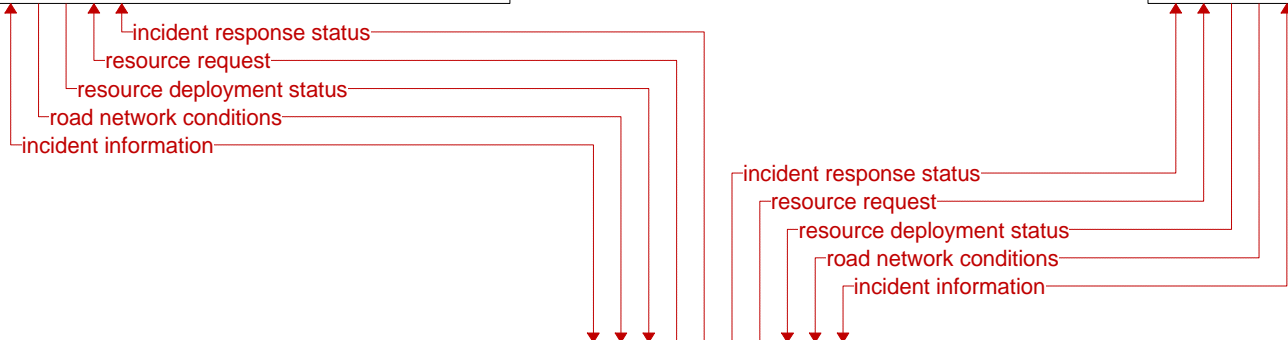 incident response status
resource request
resource deployment status
road network conditions
incident information
incident response status
resource request
resource deployment status
road network conditions
incident information